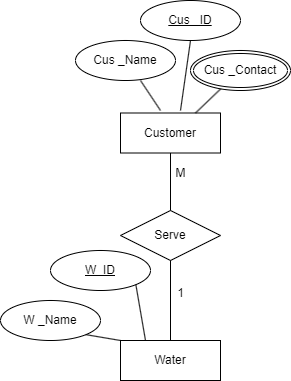 Cus _ID
Cus _Name
Cus _Contact
Customer
M
Serve
W_ID
1
W _Name
Water